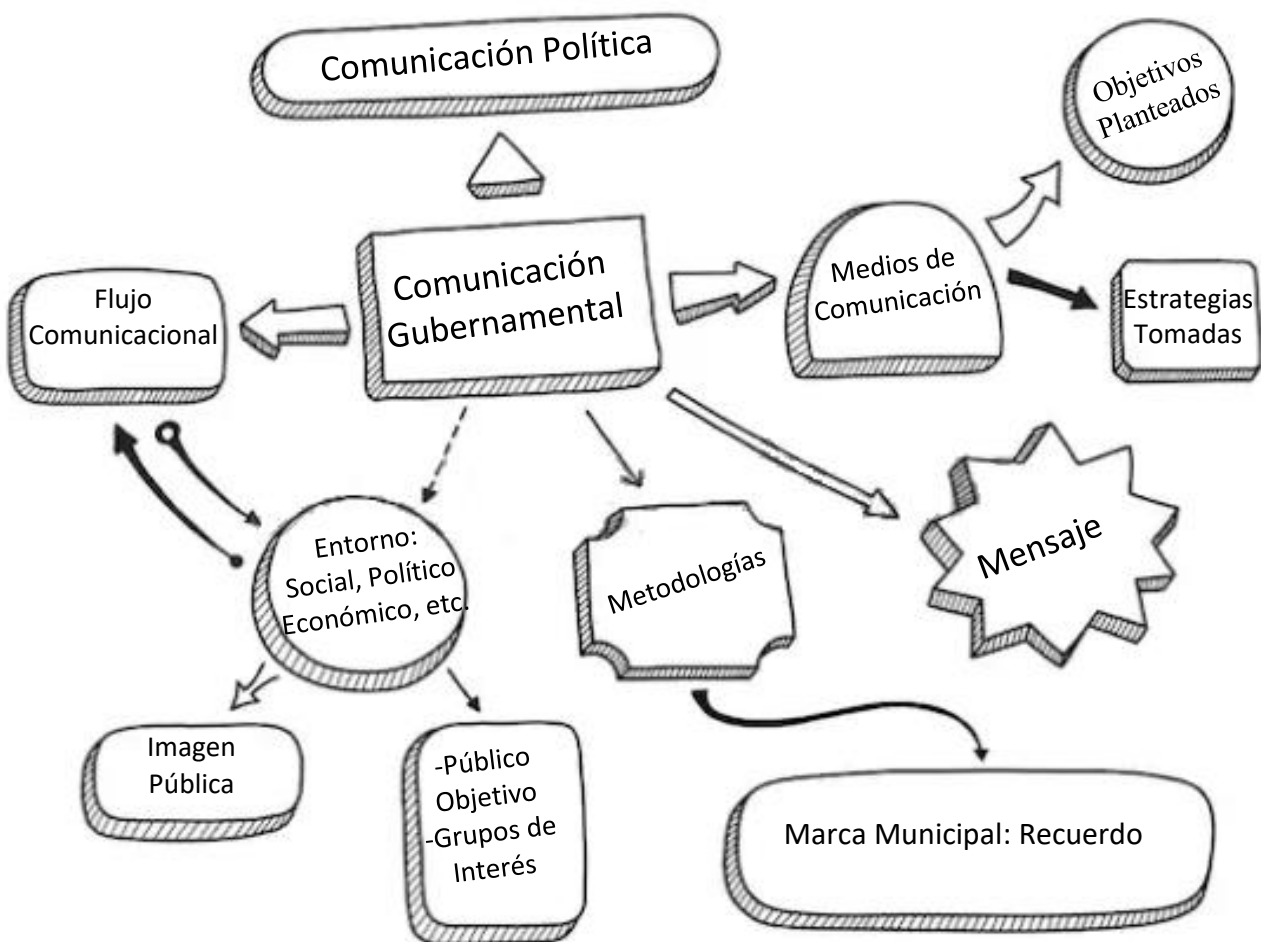 Comunicación Política
Objetivos
Planteados
Comunicación
Gubernamental
Medios de
Comunicación
Flujo
Comunicacional
Estrategias
Tomadas
Entorno:
Social, Político
Económico, etc.
Metodologías
Mensaje
Imagen
Pública
-Público
Objetivo
-Grupos de
Interés
Marca Municipal: Recuerdo